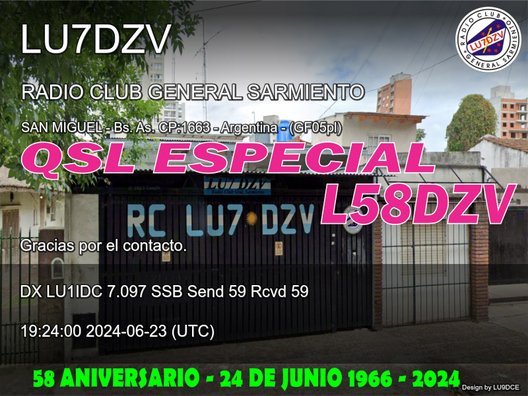 LU7DZV
RADIO CLUB GENERAL SARMIENTO
SAN MIGUEL - Bs. As. CP:1663 - Argentina - (GF05pl)
QSL ESPECIAL
L58DZV
LU7DZV
RC LU7 DZV
Gracias por el contacto.
DX LU1IDC 7.097 SSB Send 59 Rcvd 59
19:24:00 2024-06-23 (UTC)
58 ANIVERSARIO - 24 DE JUNIO 1966 - 2024
Design by LU9DCE
RADIO CLUB
LU7DZV
GENERAL SARMIENTO